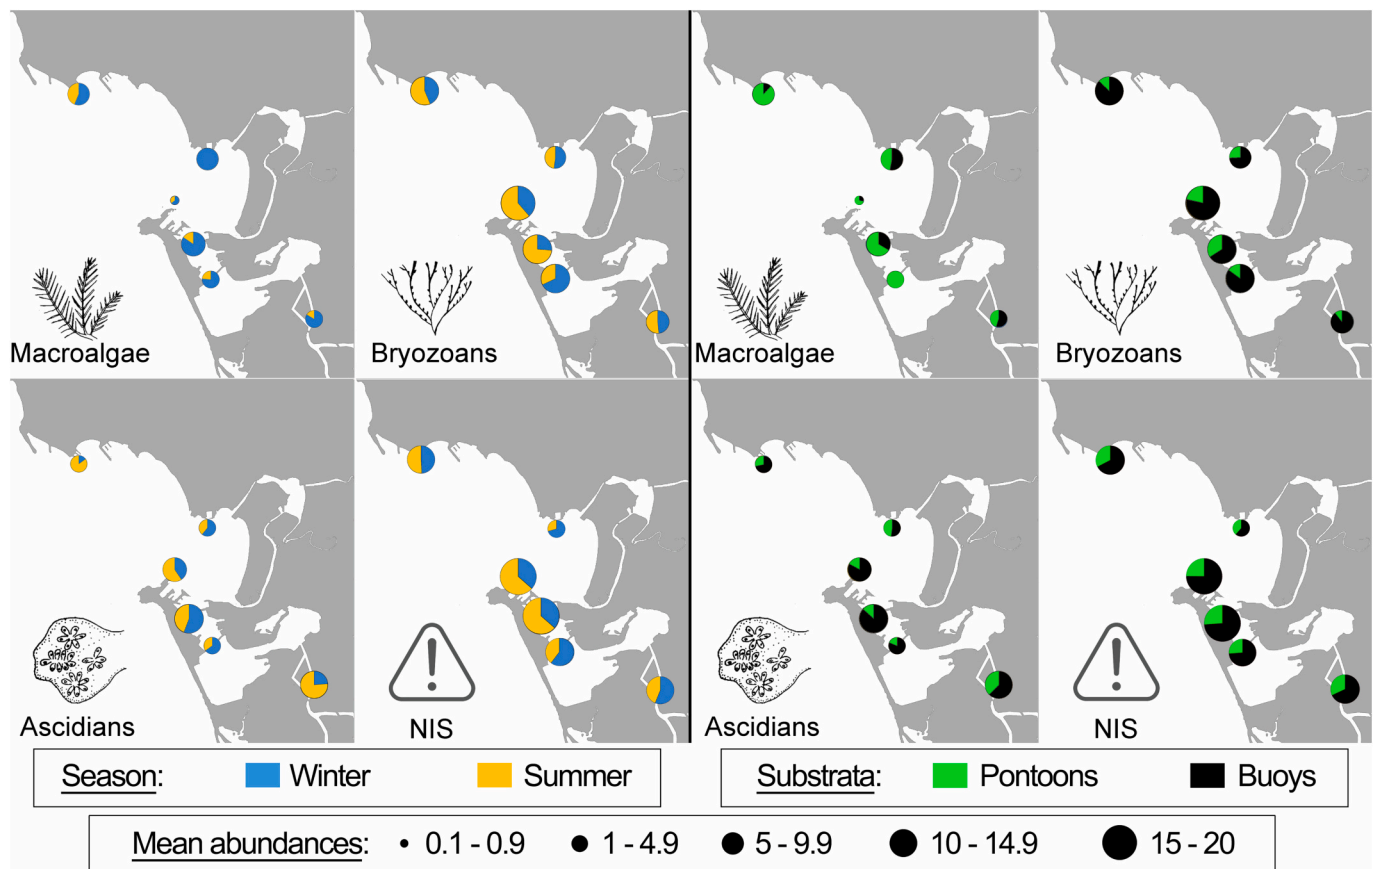 Macroalgae Bryozoans Macroalgae Bryozoans
Ascidians NIS Ascidians NIS
Season: Winter Summer Substrata: Pontoons Buoys
Mean abundances: 0.1 - 0.9 1 - 4.9 5 - 9.9 10 - 14.9 15 - 20